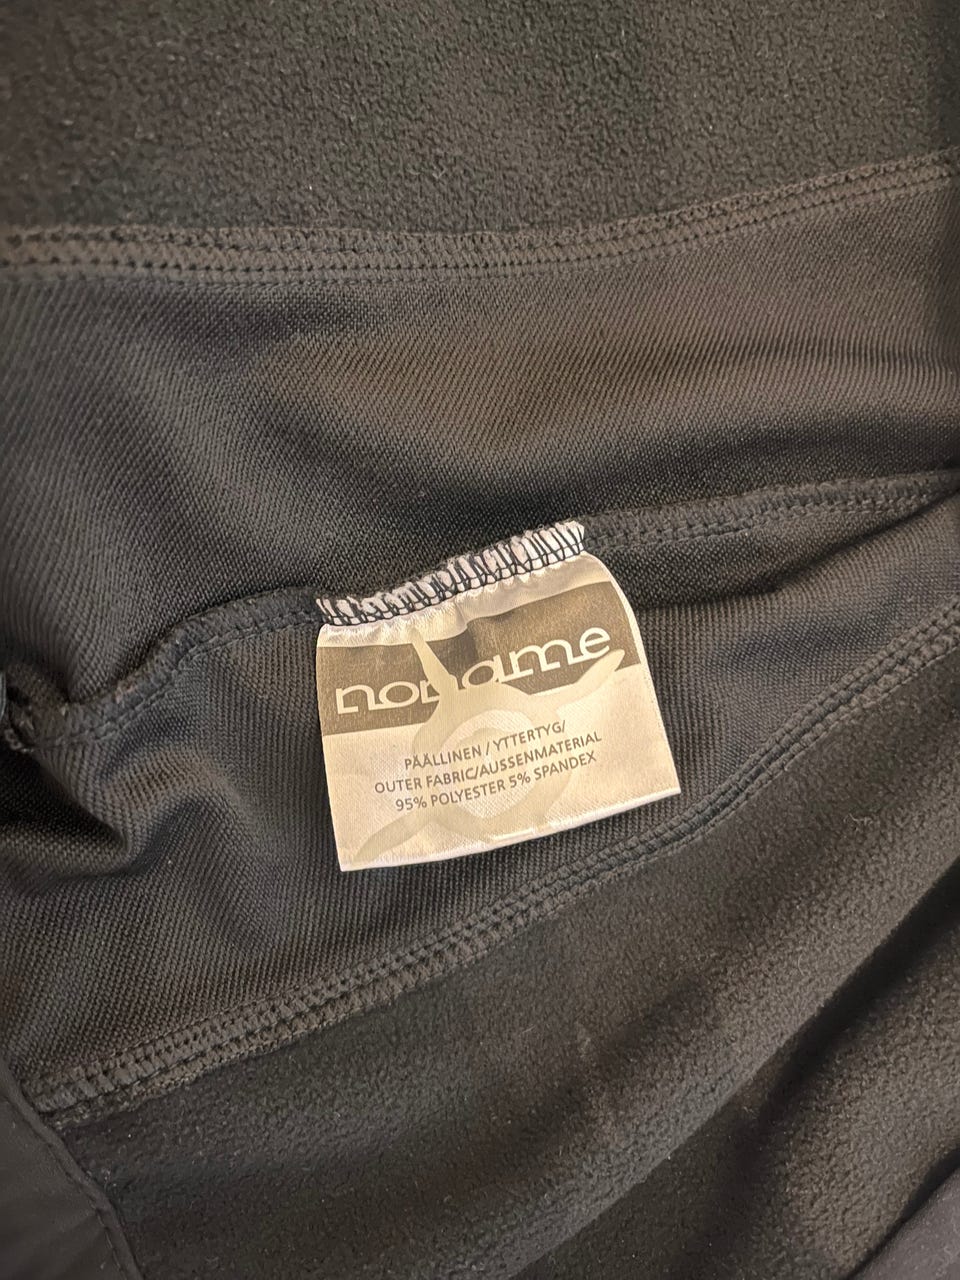 noname
PÄÄLLINEN / YTTERTYG/
OUTER FABRIC/AUSSENMATERIAL
95% POLYESTER 5% SPANDEX